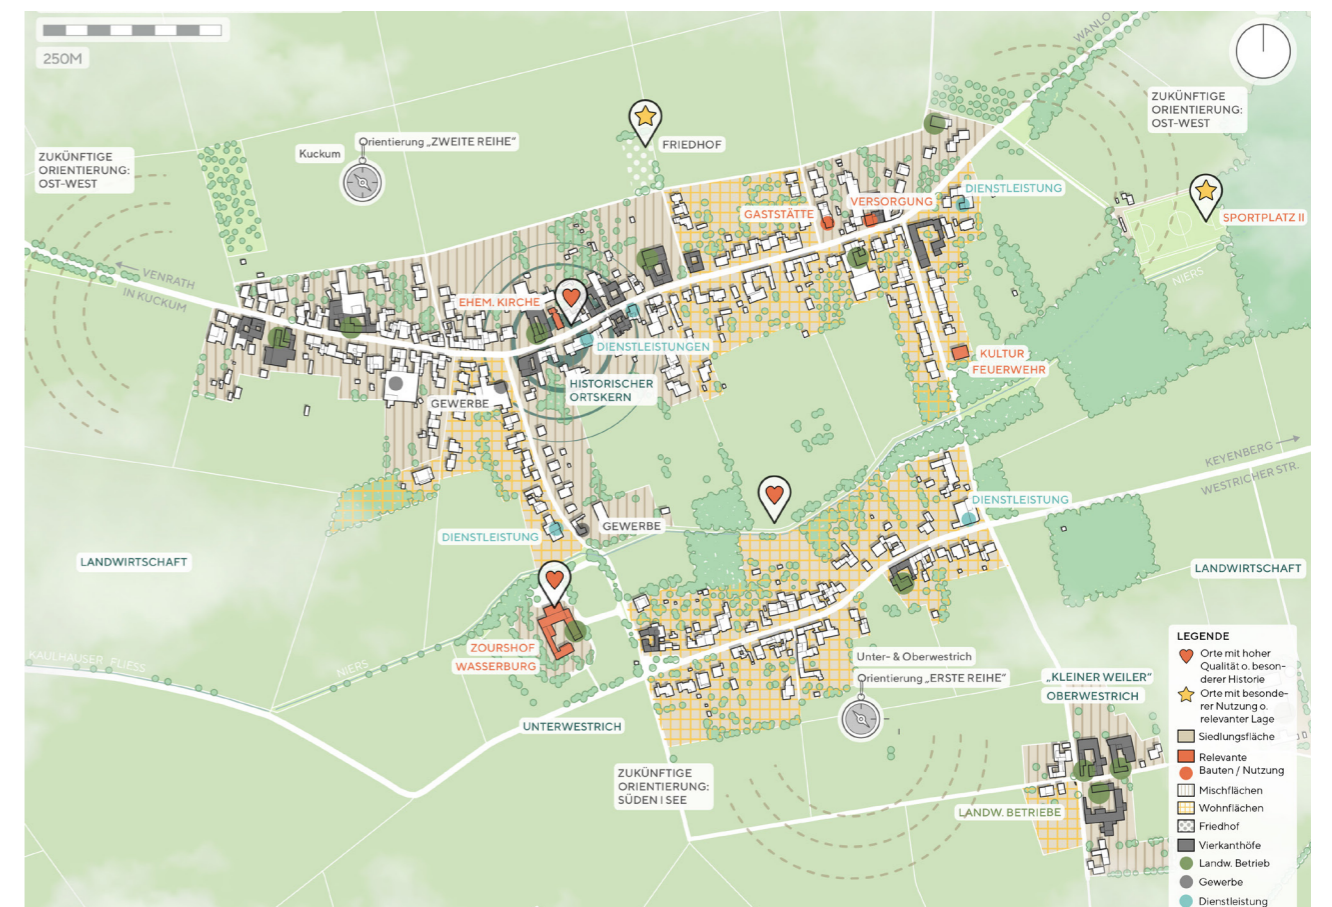 250M
WANLO
ZUKÜNFTIGE
ORIENTIERUNG:
OST-WEST
ZUKÜNFTIGE
ORIENTIERUNG:
OST-WEST
Kuckum
Orientierung „ZWEITE REIHE"
FRIEDHOF
DIENSTLEISTUNG
VERSORGUNG
GASTSTÄTTE
SPORTPLATZ II
NIERS
VENRATH
IN KUCKUM
EHEM. KIRCHE
DIENSTLEISTUNGEN
KULTUR
FEUERWEHR
HISTORISCHER
ORTSKERN
GEWERBE
KEYENBERG
WESTRICHER STR.
DIENSTLEISTUNG
GEWERBE
DIENSTLEISTUNG
LANDWIRTSCHAFT
LANDWIRTSCHAFT
ZOURSHOF
WASSERBURG
KAULHAUSER FLIESS
NIERS
Unter- & Oberwestrich
Orientierung „ERSTE REIHE"
„KLEINER WEILER"
OBERWESTRICH
UNTERWESTRICH
ZUKÜNFTIGE
ORIENTIERUNG:
SÜDEN I SEE
LANDW. BETRIEBE
LEGENDE
Orte mit hoher
Qualität o. beson-
derer Historie
Orte mit besonde-
rer Nutzung o.
relevanter Lage
Siedlungsfläche
Relevante
Bauten / Nutzung
Mischflächen
Wohnflächen
Friedhof
Vierkanthöfe
Landw. Betrieb
Gewerbe
Dienstleistung